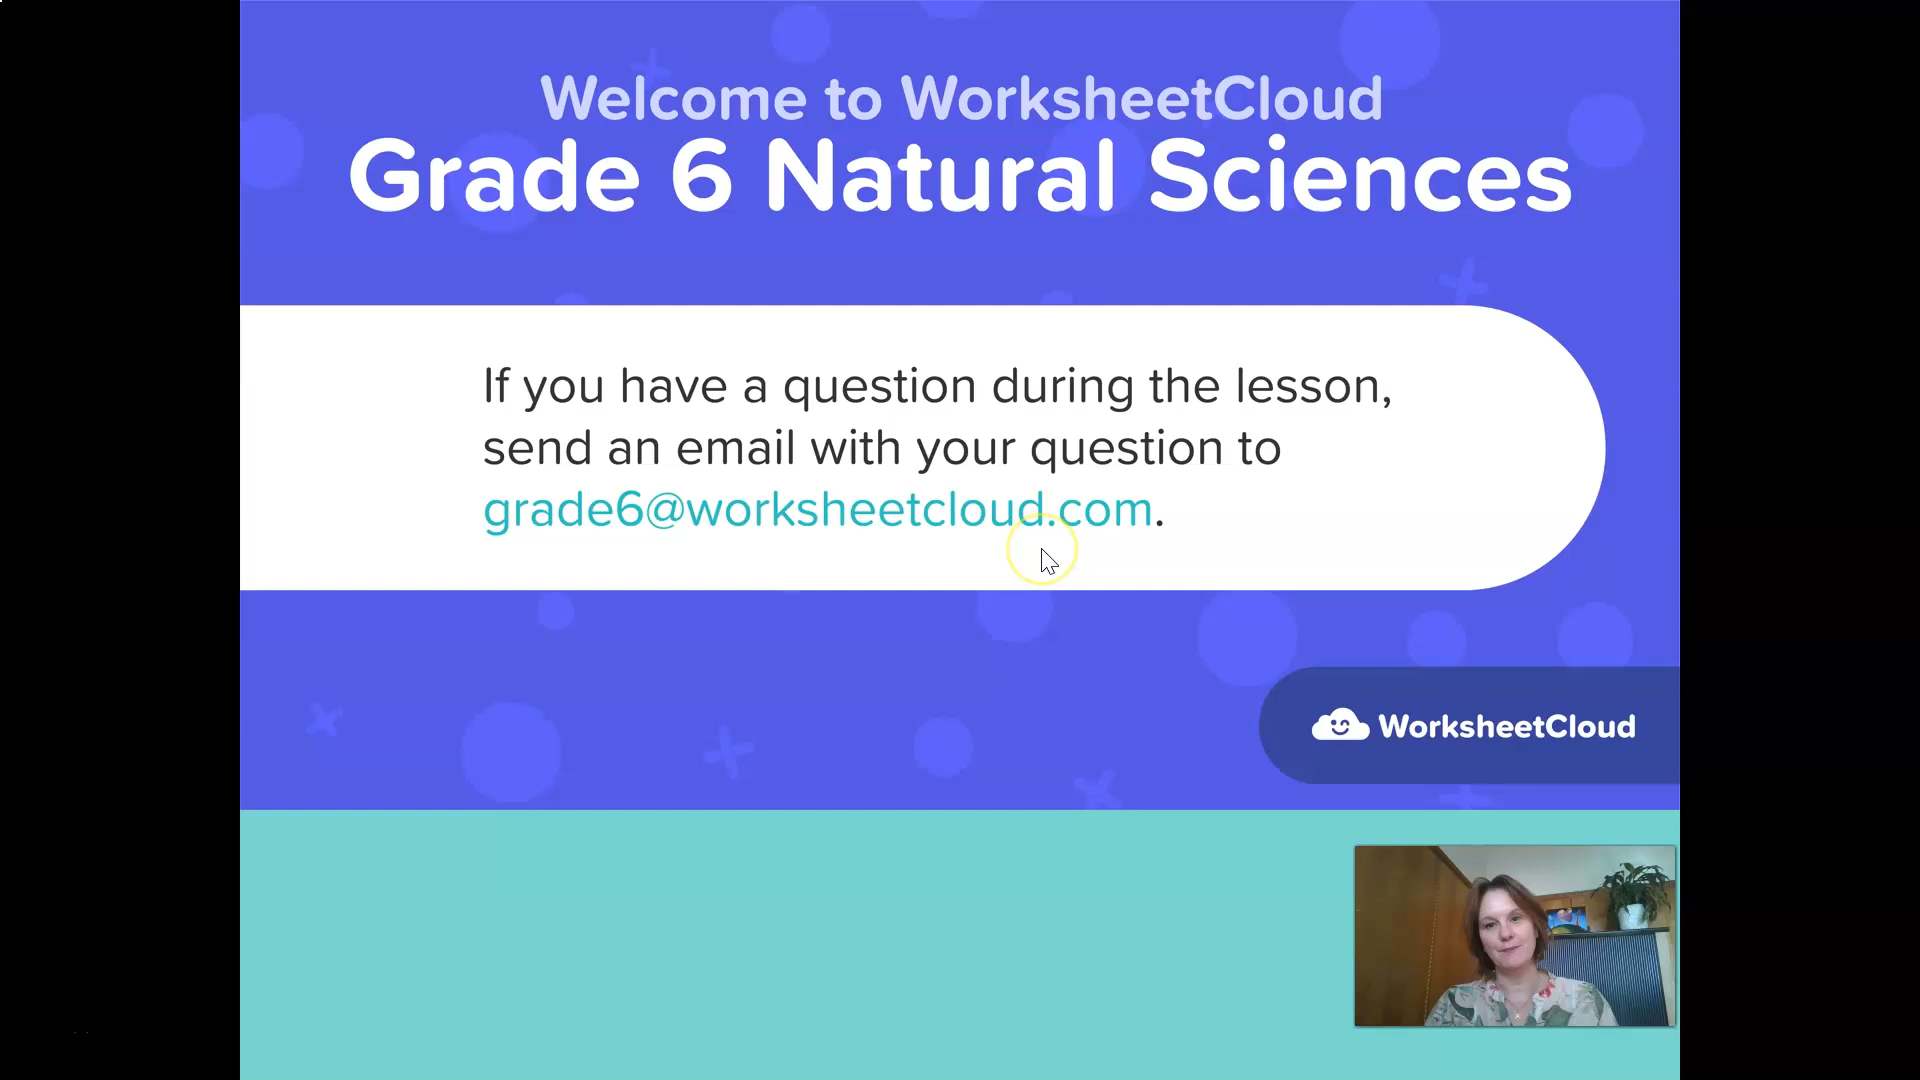 Welcome to WorksheetCloud
Grade 6 Natural Sciences
If you have a question during the lesson,
send an email with your question to
grade6@worksheetcloud.com.
WorksheetCloud